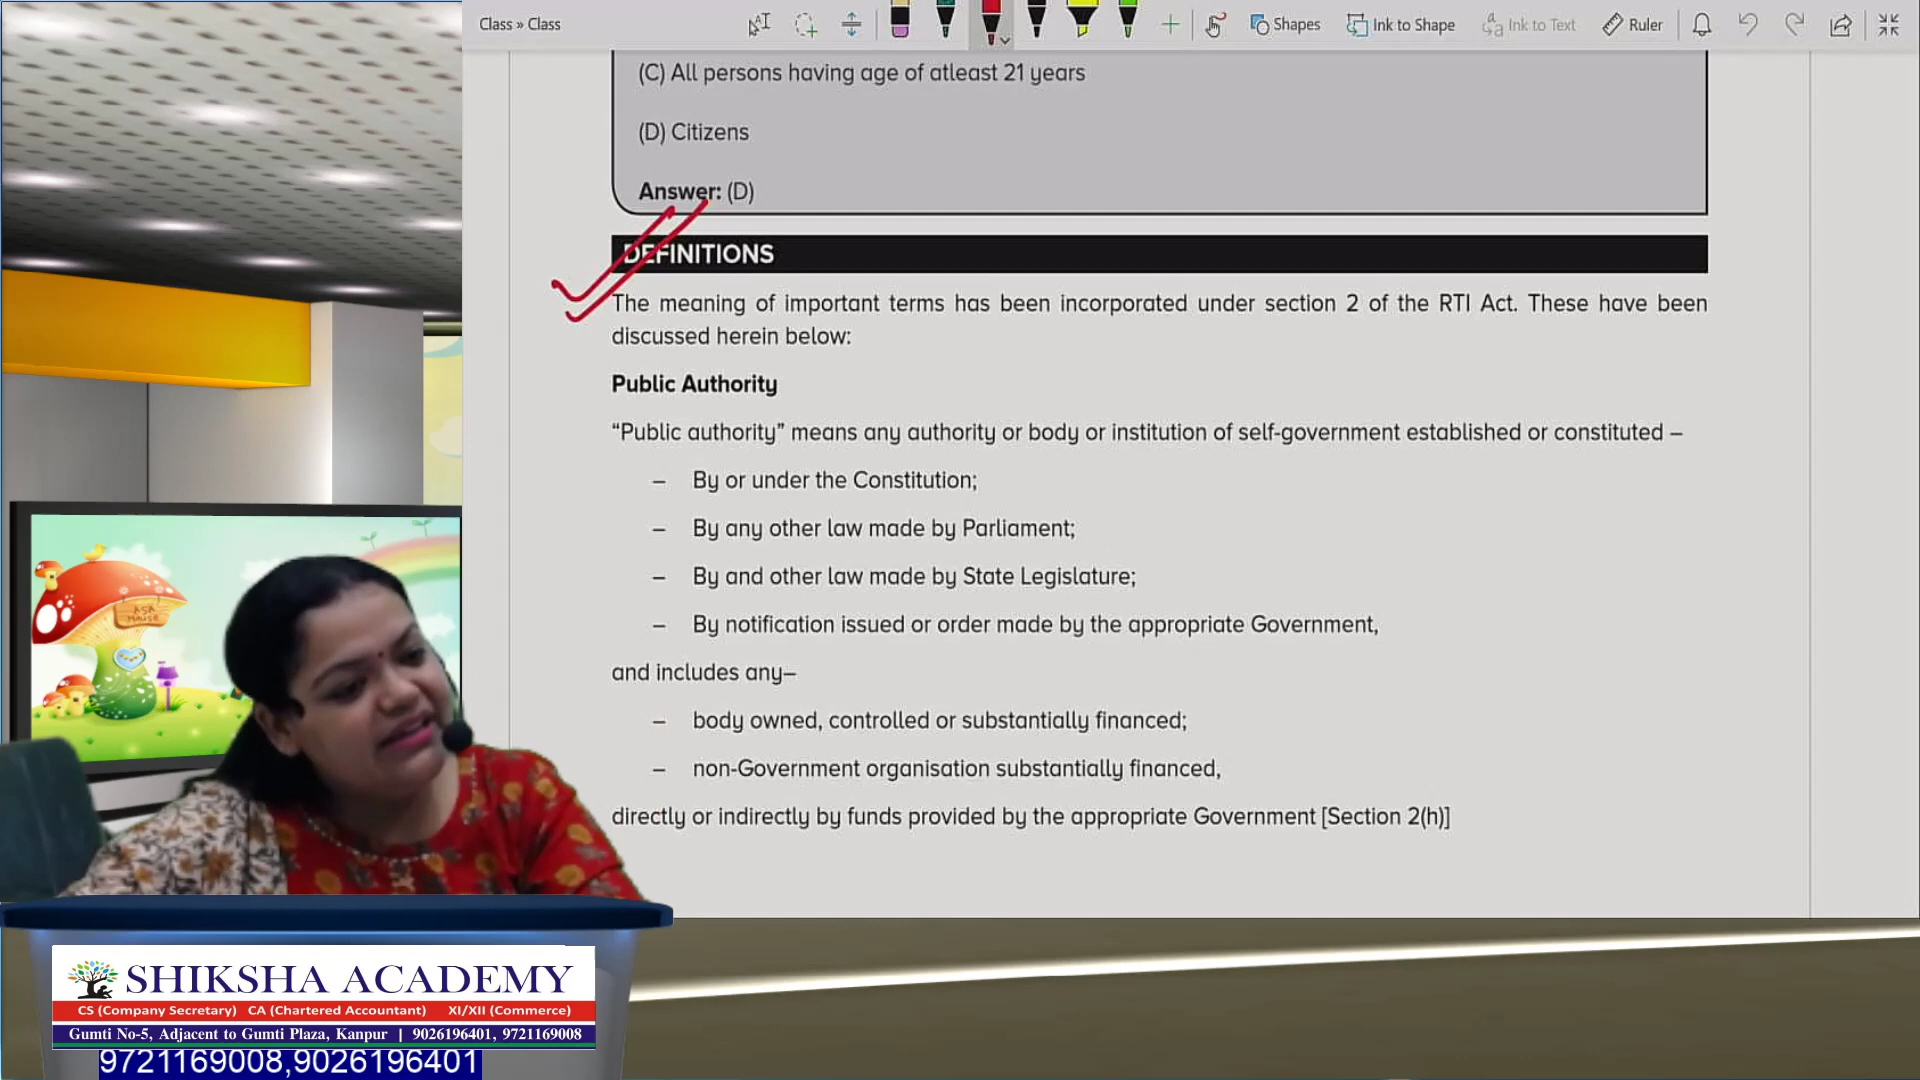 Class » Class
Shapes
Ink to Shape
Ink to Text
Ruler
(C) All persons having age of atleast 21 years
(D) Citizens
Answer: (D)
DEFINITIONS
The meaning of important terms has been incorporated under section 2 of the RTI Act. These have been
discussed herein below:
Public Authority
“Public authority” means any authority or body or institution of self-government established or constituted –
– By or under the Constitution;
– By any other law made by Parliament;
– By and other law made by State Legislature;
– By notification issued or order made by the appropriate Government,
and includes any–
– body owned, controlled or substantially financed;
– non-Government organisation substantially financed,
directly or indirectly by funds provided by the appropriate Government [Section 2(h)]
ASA
HOUSE
SHIKSHA ACADEMY
CS (Company Secretary) CA (Chartered Accountant) XI/XII (Commerce)
Gumti No-5, Adjacent to Gumti Plaza, Kanpur | 9026196401, 9721169008
9721169008,9026196401